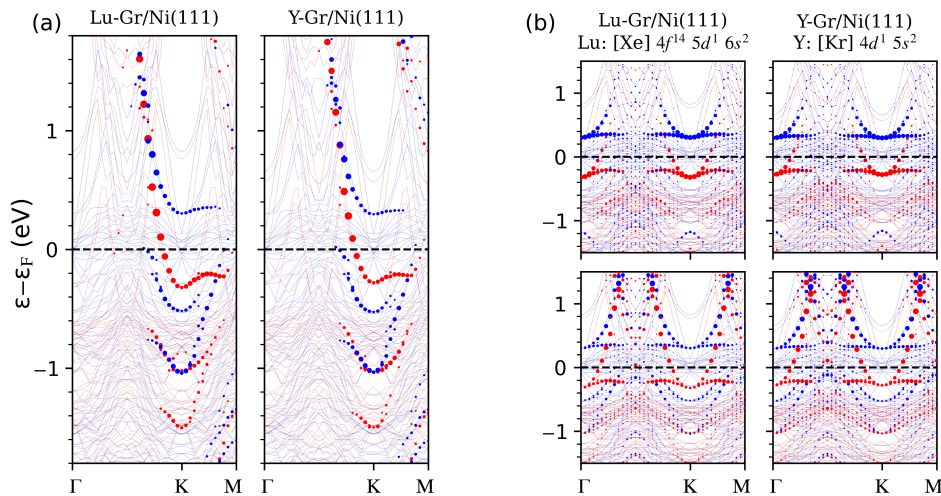 (a)
Lu-Gr/Ni(111)
Y-Gr/Ni(111)
ε−ε_F (eV)
1
0
−1
Γ
K
M
Γ
K
M
(b)
Lu-Gr/Ni(111)
Lu: [Xe] 4f¹⁴ 5d¹ 6s²
Y-Gr/Ni(111)
Y: [Kr] 4d¹ 5s²
1
0
−1
1
0
−1
Γ
K
M
Γ
K
M